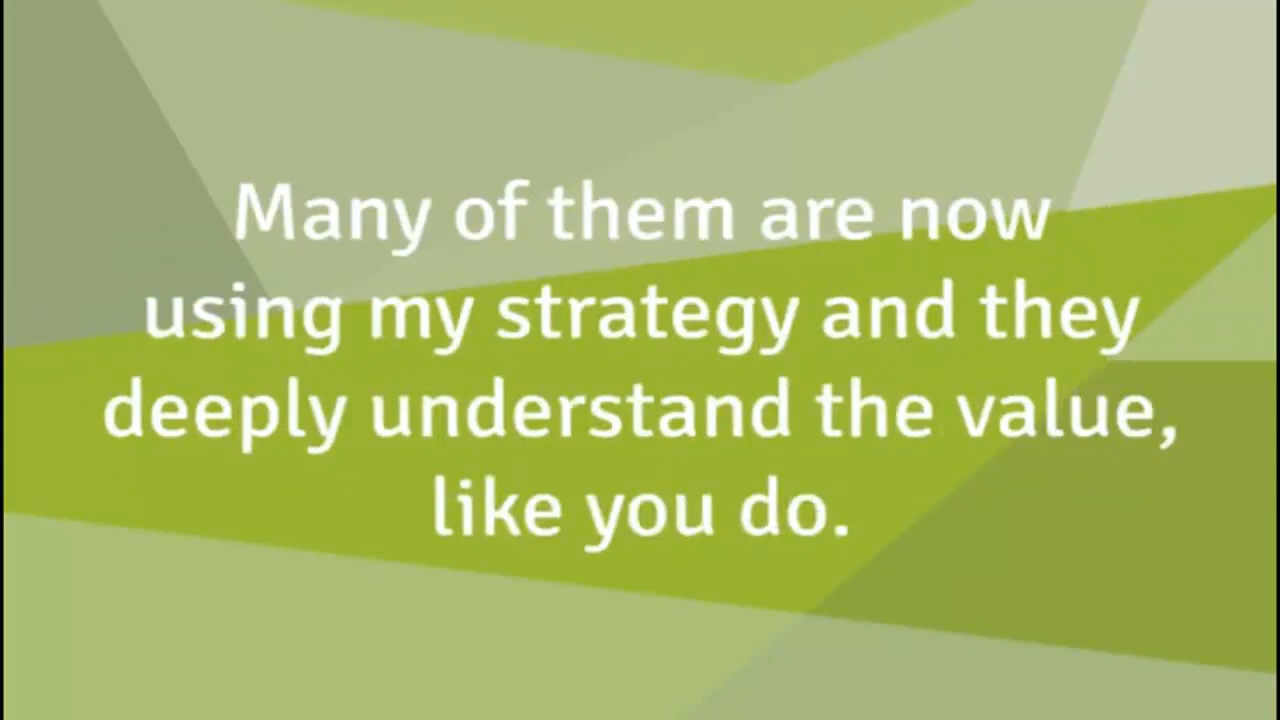 Many of them are now
using my strategy and they
deeply understand the value,
like you do.